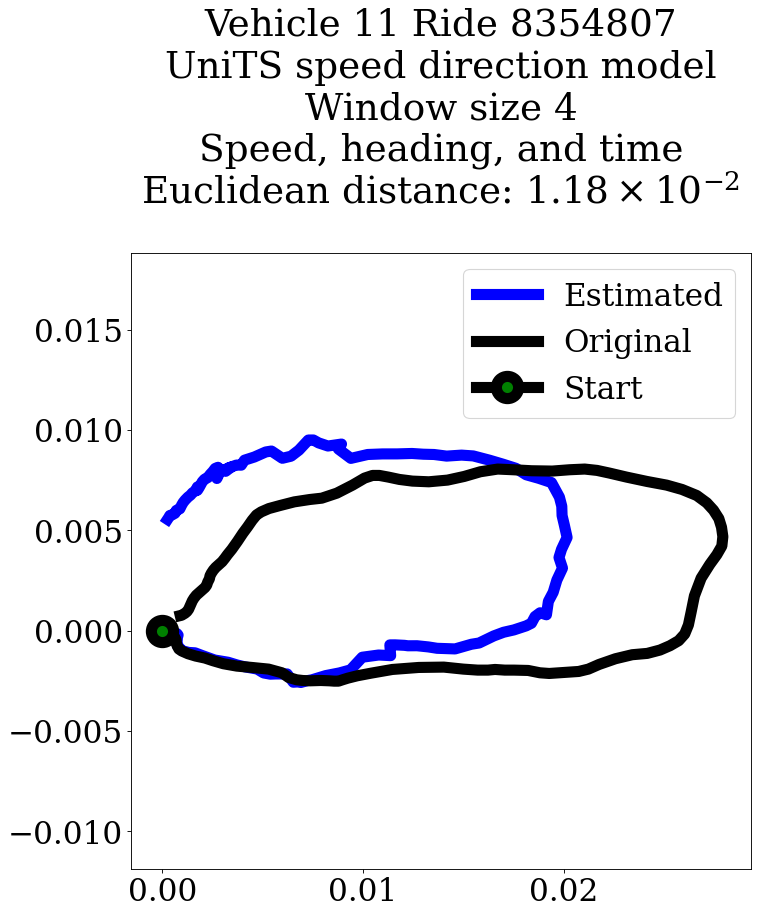 Vehicle 11 Ride 8354807
UniTS speed direction model
Window size 4
Speed, heading, and time
Euclidean distance: 1.18 × 10⁻²
Estimated
Original
Start
0.015
0.010
0.005
0.000
−0.005
−0.010
0.00 0.01 0.02